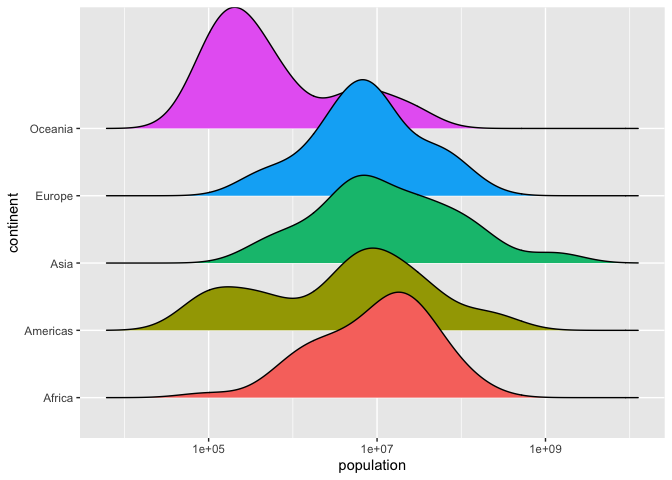 continent
Oceania
Europe
Asia
Americas
Africa
1e+05
1e+07
1e+09
population